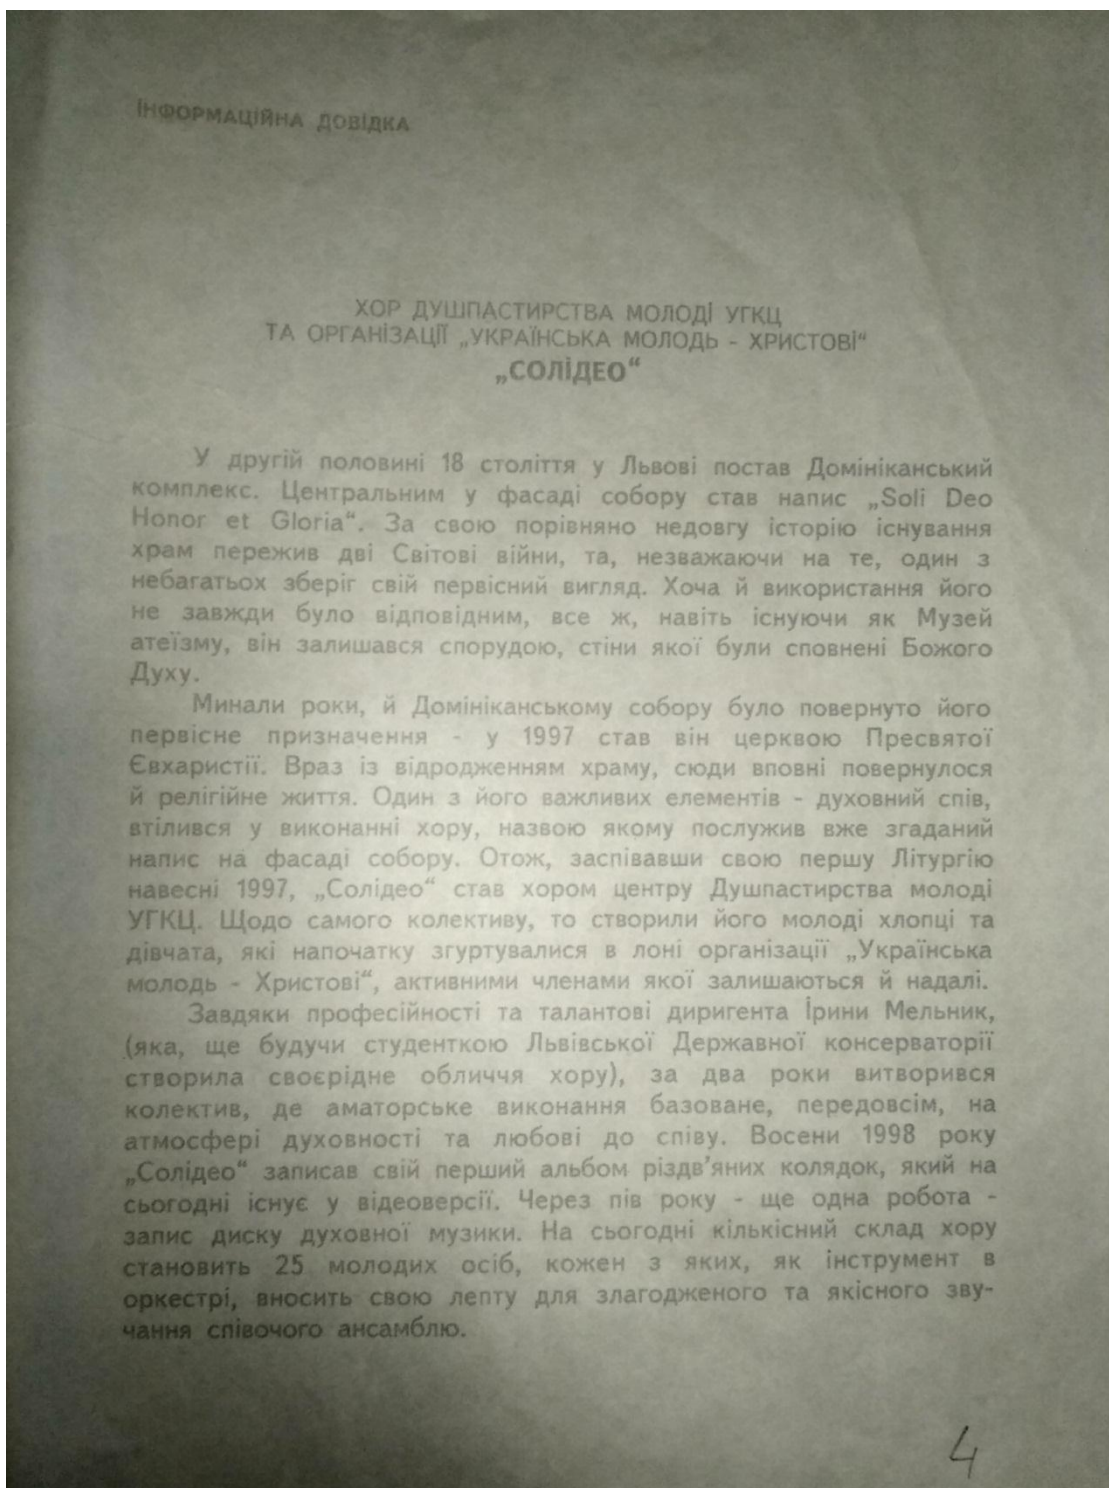 ІНФОРМАЦІЙНА ДОВІДКА
ХОР ДУШПАСТИРСТВА МОЛОДІ УГКЦ
ТА ОРГАНІЗАЦІЇ „УКРАЇНСЬКА МОЛОДЬ - ХРИСТОВІ“
„СОЛІДЕО“
У другій половині 18 століття у Львові постав Домініканський
комплекс. Центральним у фасаді собору став напис „Soli Deo
Honor et Gloria“. За свою порівняно недовгу історію існування
храм пережив дві Світові війни, та, незважаючи на те, один з
небагатьох зберіг свій первісний вигляд. Хоча й використання його
не завжди було відповідним, все ж, навіть існуючи як Музей
атеїзму, він залишався спорудою, стіни якої були сповнені Божого
Духу.
Минали роки, й Домініканському собору було повернуто його
первісне призначення - у 1997 став він церквою Пресвятої
Євхаристії. Враз із відродженням храму, сюди вповні повернулося
й релігійне життя. Один з його важливих елементів - духовний спів,
втілився у виконанні хору, назвою якому послужив вже згаданий
напис на фасаді собору. Отож, заспівавши свою першу Літургію
навесні 1997, „Солідео“ став хором центру Душпастирства молоді
УГКЦ. Щодо самого колективу, то створили його молоді хлопці та
дівчата, які напочатку згуртувалися в лоні організації „Українська
молодь - Христові“, активними членами якої залишаються й надалі.
Завдяки професійності та талантові диригента Ірини Мельник,
(яка, ще будучи студенткою Львівської Державної консерваторії
створила своєрідне обличчя хору), за два роки витворився
колектив, де аматорське виконання базоване, передовсім, на
атмосфері духовності та любові до співу. Восени 1998 року
„Солідео“ записав свій перший альбом різдв'яних колядок, який на
сьогодні існує у відеоверсії. Через пів року - ще одна робота -
запис диску духовної музики. На сьогодні кількісний склад хору
становить 25 молодих осіб, кожен з яких, як інструмент в
оркестрі, вносить свою лепту для злагодженого та якісного зву-
чання співочого ансамблю.
4